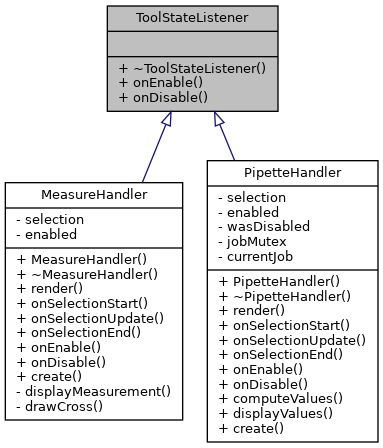 ToolStateListener
+ ~ToolStateListener()
+ onEnable()
+ onDisable()
MeasureHandler
- selection
- enabled
+ MeasureHandler()
+ ~MeasureHandler()
+ render()
+ onSelectionStart()
+ onSelectionUpdate()
+ onSelectionEnd()
+ onEnable()
+ onDisable()
+ create()
- displayMeasurement()
- drawCross()
PipetteHandler
- selection
- enabled
- wasDisabled
- jobMutex
- currentJob
+ PipetteHandler()
+ ~PipetteHandler()
+ render()
+ onSelectionStart()
+ onSelectionUpdate()
+ onSelectionEnd()
+ onEnable()
+ onDisable()
+ computeValues()
+ displayValues()
+ create()